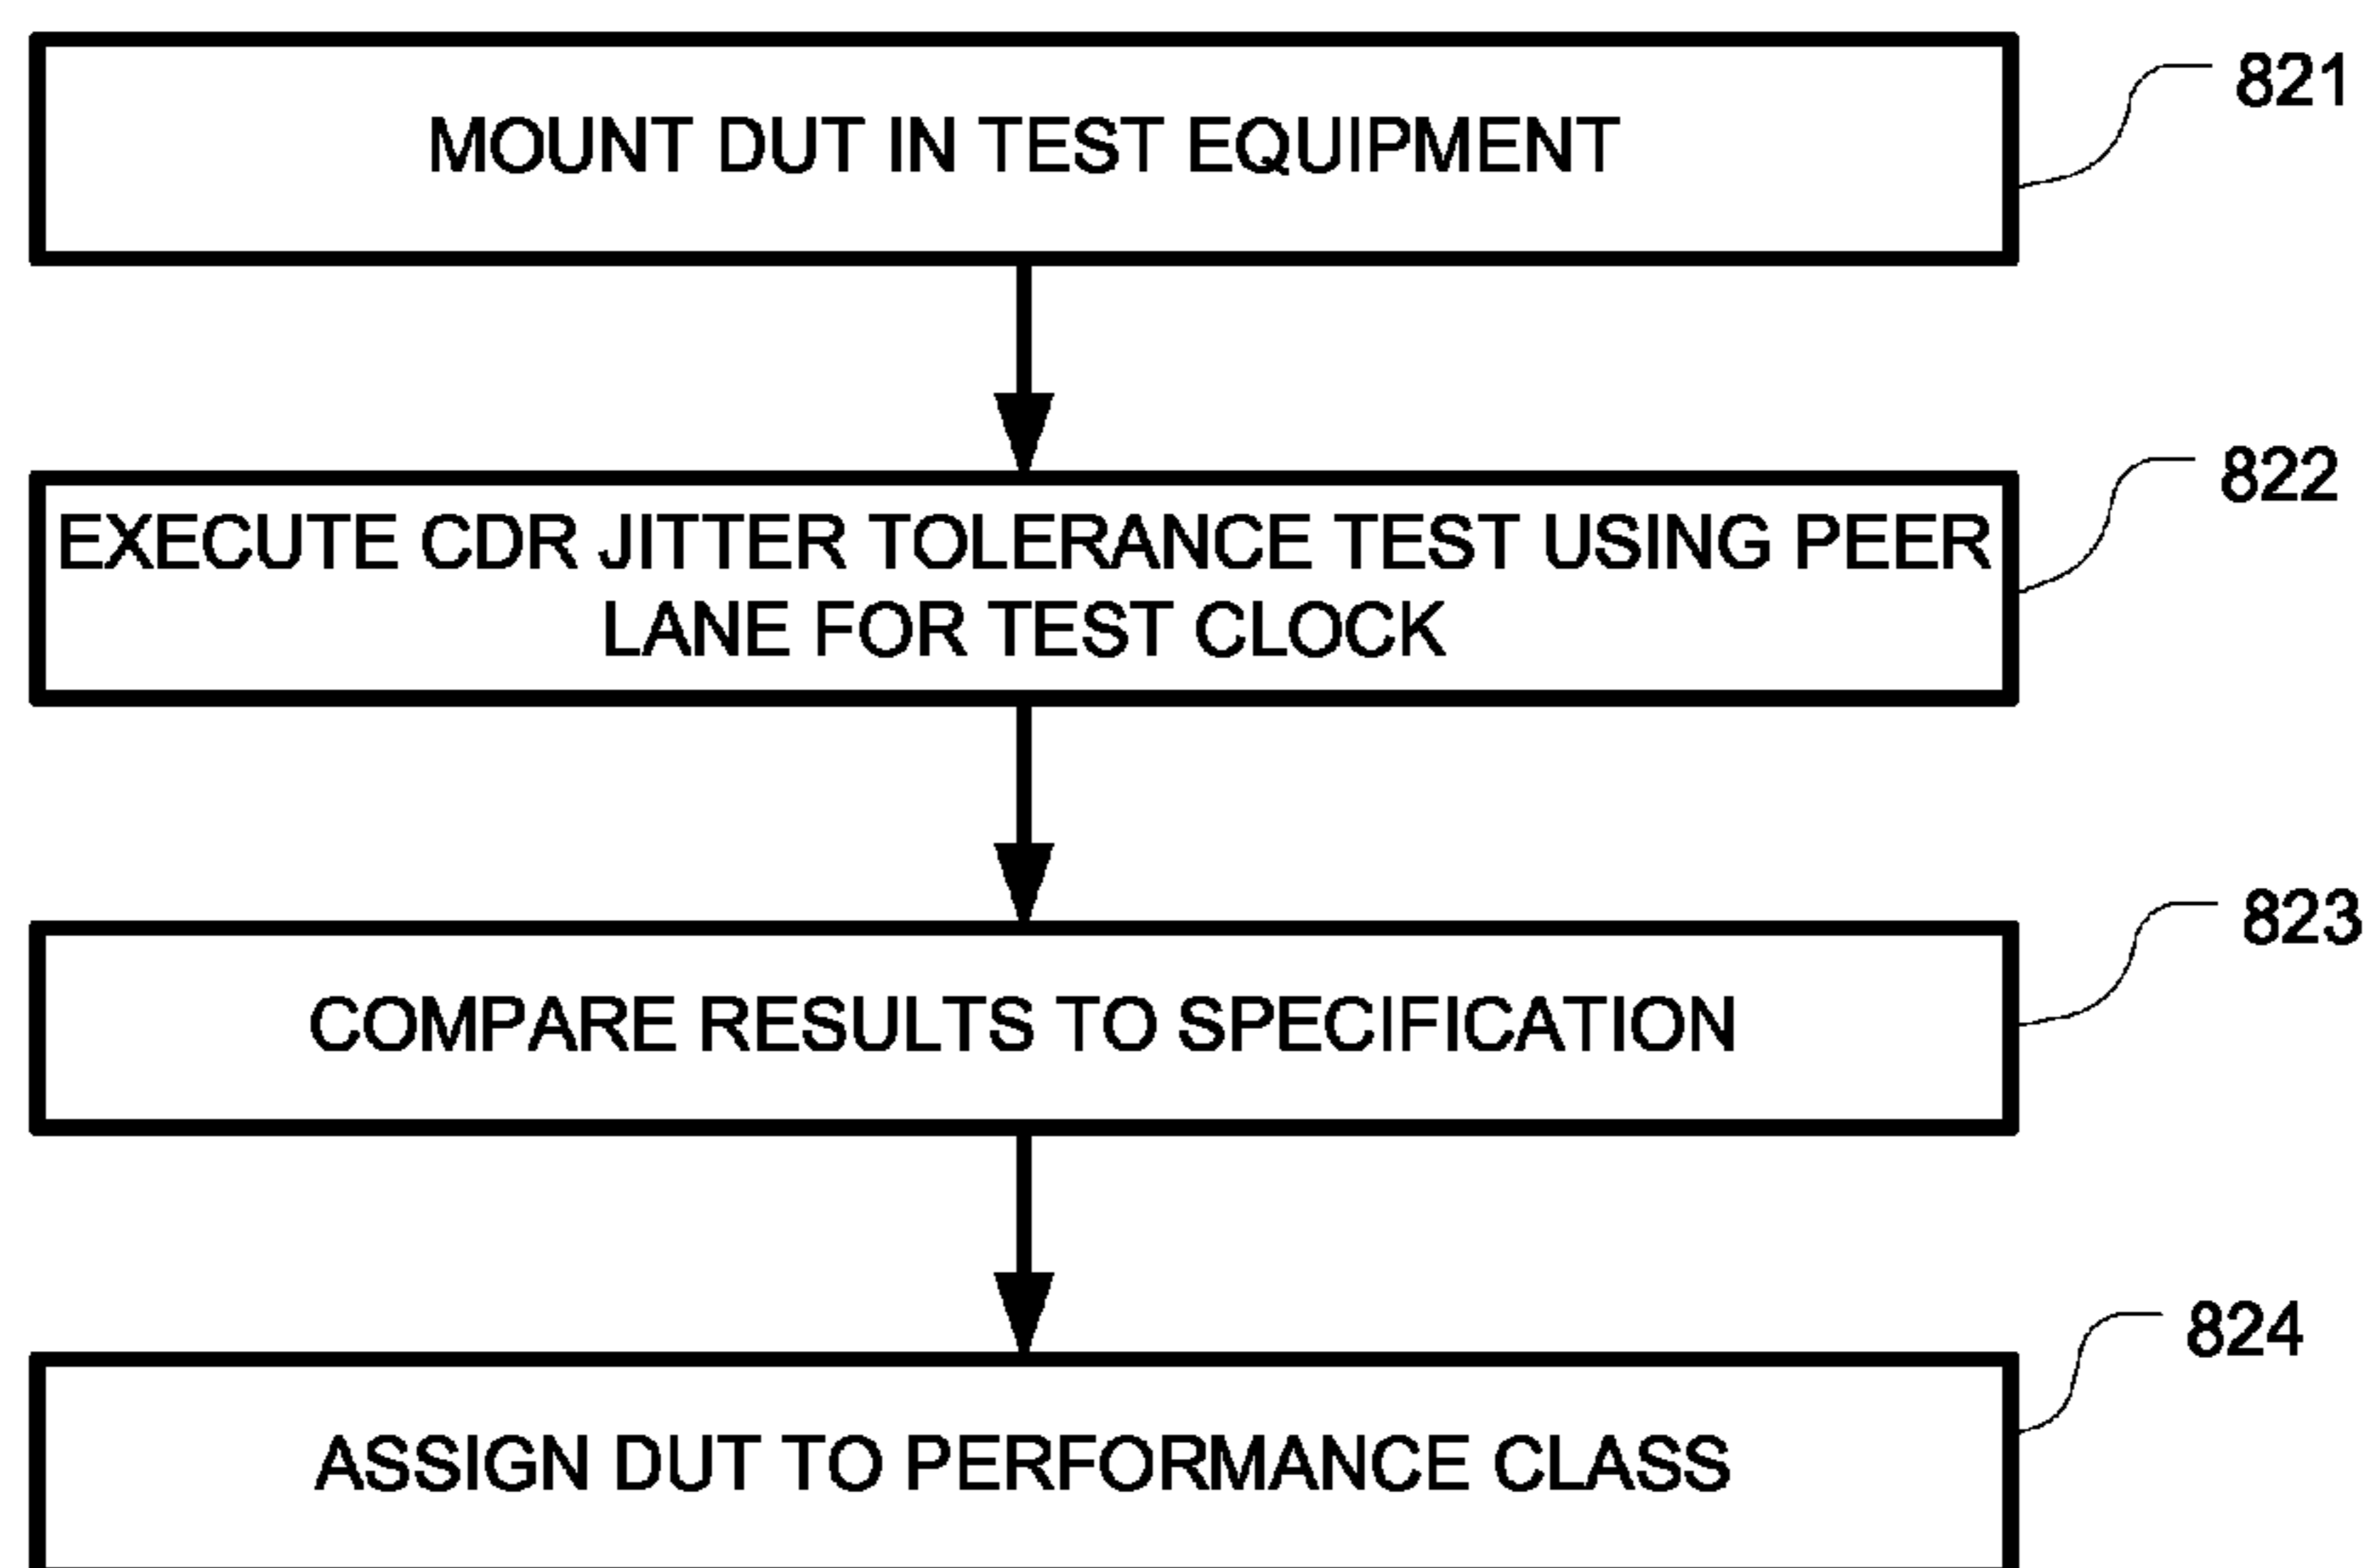 MOUNT DUT IN TEST EQUIPMENT
821
EXECUTE CDR JITTER TOLERANCE TEST USING PEER
LANE FOR TEST CLOCK
822
COMPARE RESULTS TO SPECIFICATION
823
ASSIGN DUT TO PERFORMANCE CLASS
824